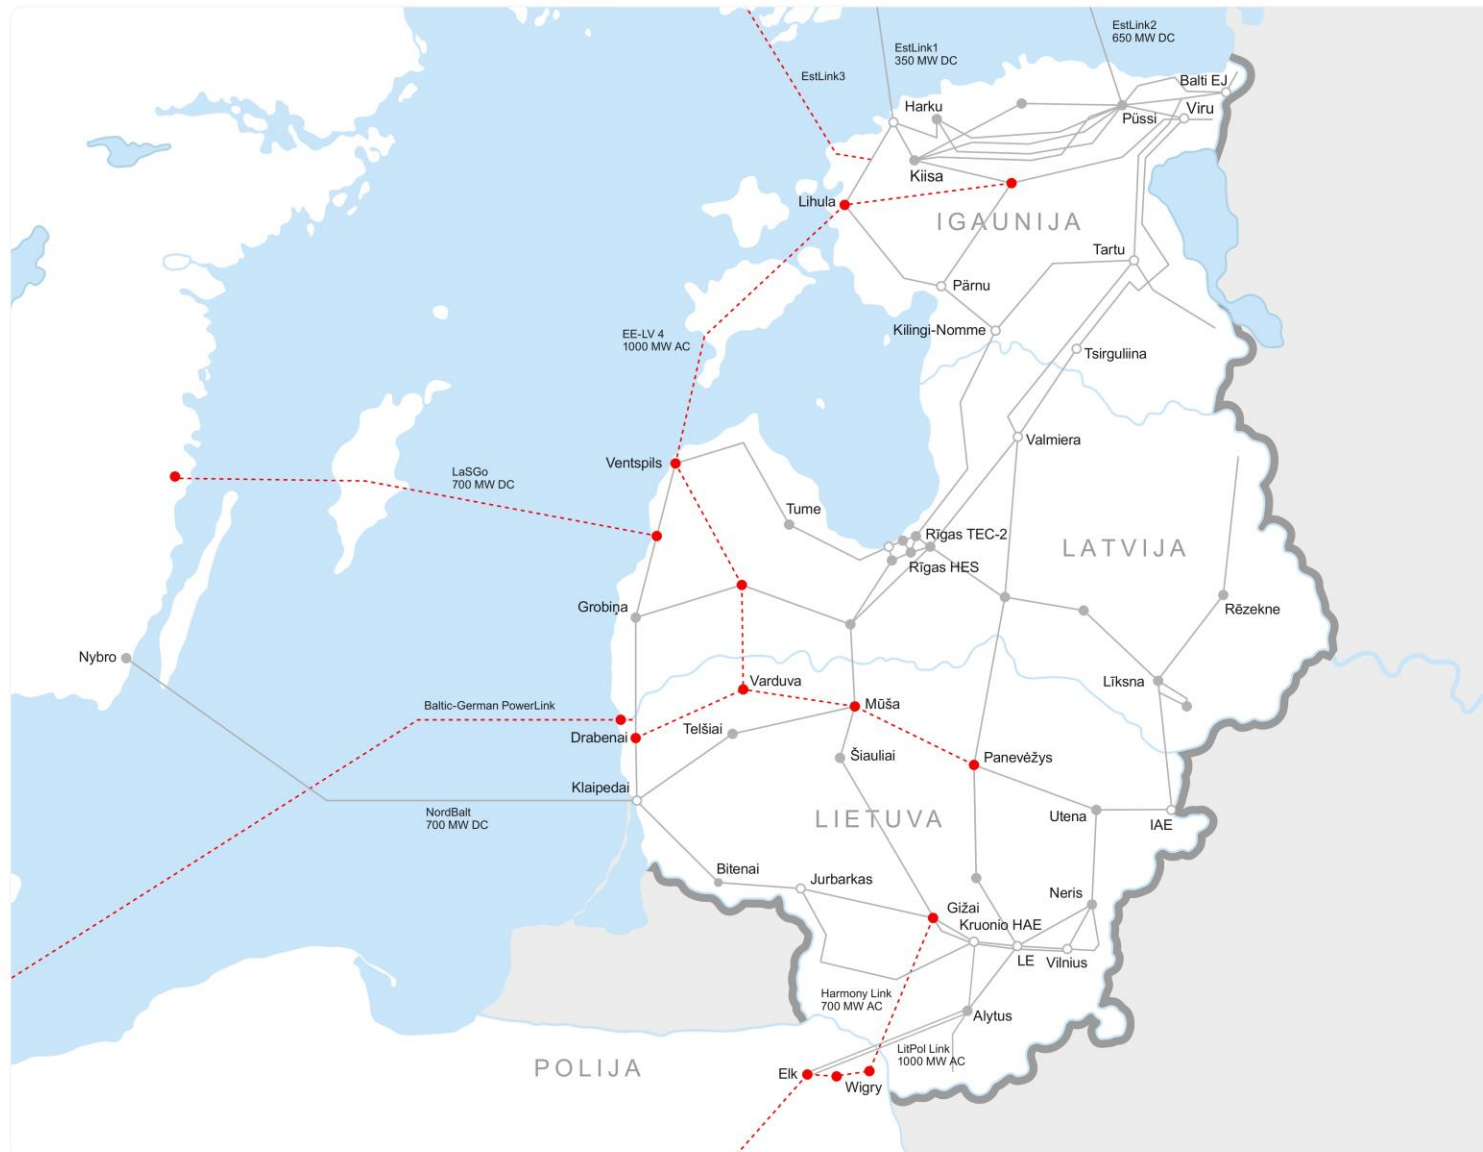 EstLink1
350 MW DC
EstLink2
650 MW DC
EstLink3
Balti EJ
Harku
Püssi
Viru
Kiisa
Lihula
IGAUNIJA
Tartu
Pärnu
Kilingi-Nomme
EE-LV 4
1000 MW AC
Tsirguliina
Valmiera
Ventspils
LaSGo
700 MW DC
Tume
Rīgas TEC-2
LATVIJA
Rīgas HES
Grobiņa
Rēzekne
Nybro
Varduva
Līksna
Baltic-German PowerLink
Mūša
Telšiai
Drabenai
Šiauliai
Panevėžys
Klaipedai
NordBalt
700 MW DC
LIETUVA
Utena
IAE
Bitenai
Jurbarkas
Neris
Gižai
Kruonio HAE
LE
Vilnius
Harmony Link
700 MW AC
Alytus
LitPol Link
1000 MW AC
POLIJA
Elk
Wigry